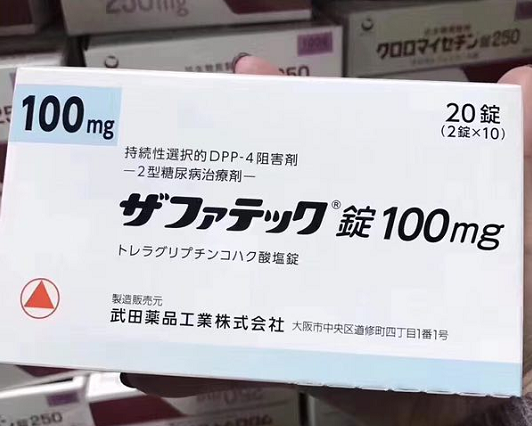 250
クロロマイセチン錠250
100mg
20錠
(2錠×10)
持続性選択的DPP-4阻害剤
―2型糖尿病治療剤―
ザファテック®錠100mg
トレラグリプチンコハク酸塩錠
製造販売元
武田薬品工業株式会社 大阪市中央区道修町四丁目1番1号
250